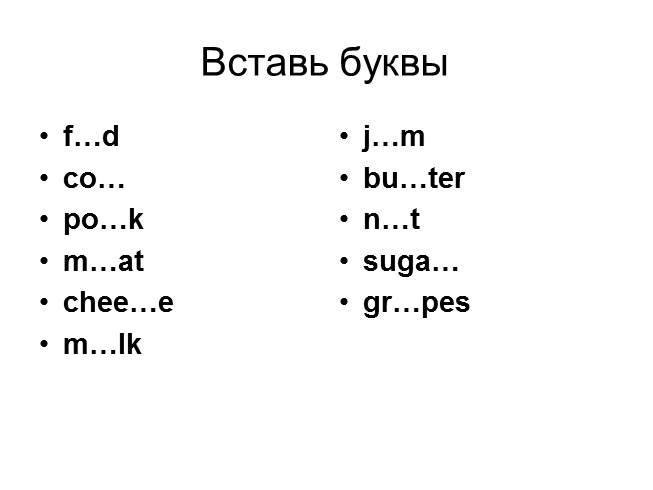 Вставь буквы
• f…d
• co…
• po…k
• m…at
• chee…e
• m…lk
• j…m
• bu…ter
• n…t
• suga…
• gr…pes